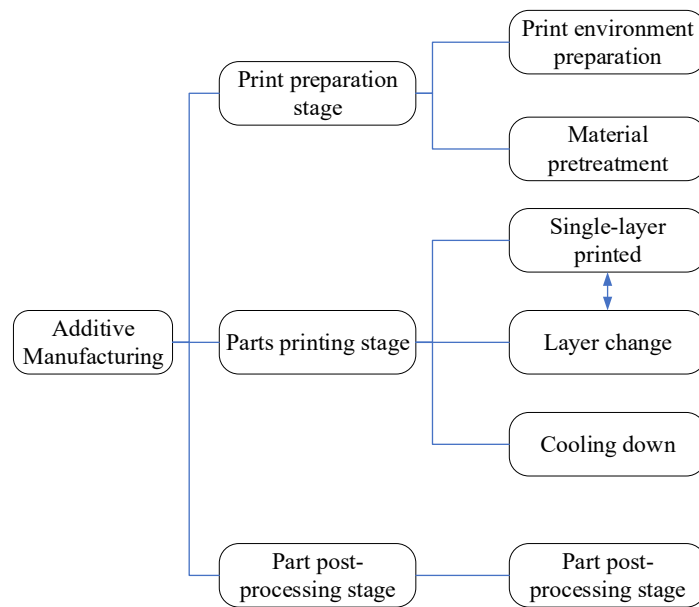 Additive
Manufacturing
Print preparation
stage
Print environment
preparation
Material
pretreatment
Parts printing stage
Single-layer
printed
Layer change
Cooling down
Part post-
processing stage
Part post-
processing stage